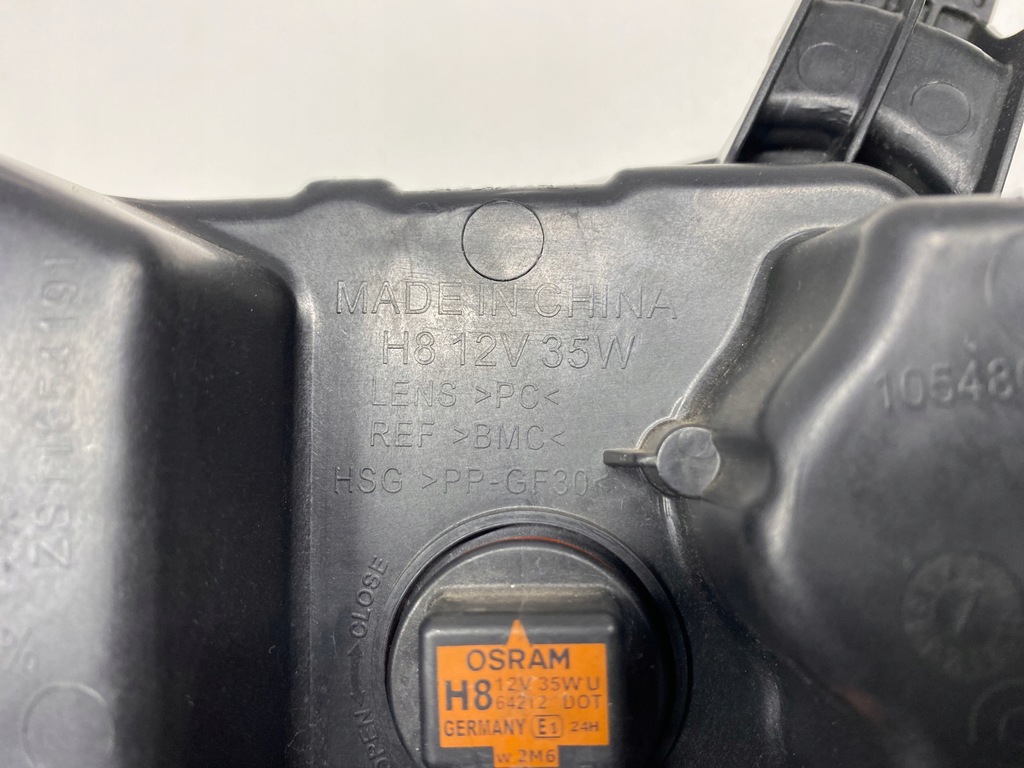 MADE IN CHINA
H8 12V 35W
LENS >PC<
REF >BMC<
HSG >PP-GF30<
CLOSE
OSRAM
H8 12V 35W U
64212 DOT
GERMANY E1 24H
w.2M6
7